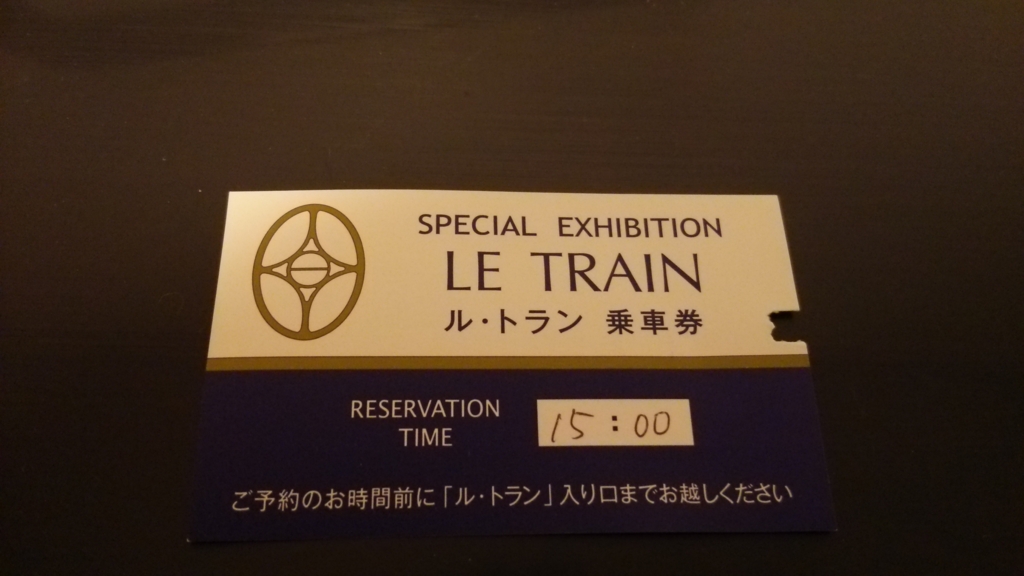 SPECIAL EXHIBITION
LE TRAIN
ル・トラン 乗車券
RESERVATION
TIME
15:00
ご予約のお時間前に「ル・トラン」入り口までお越しください